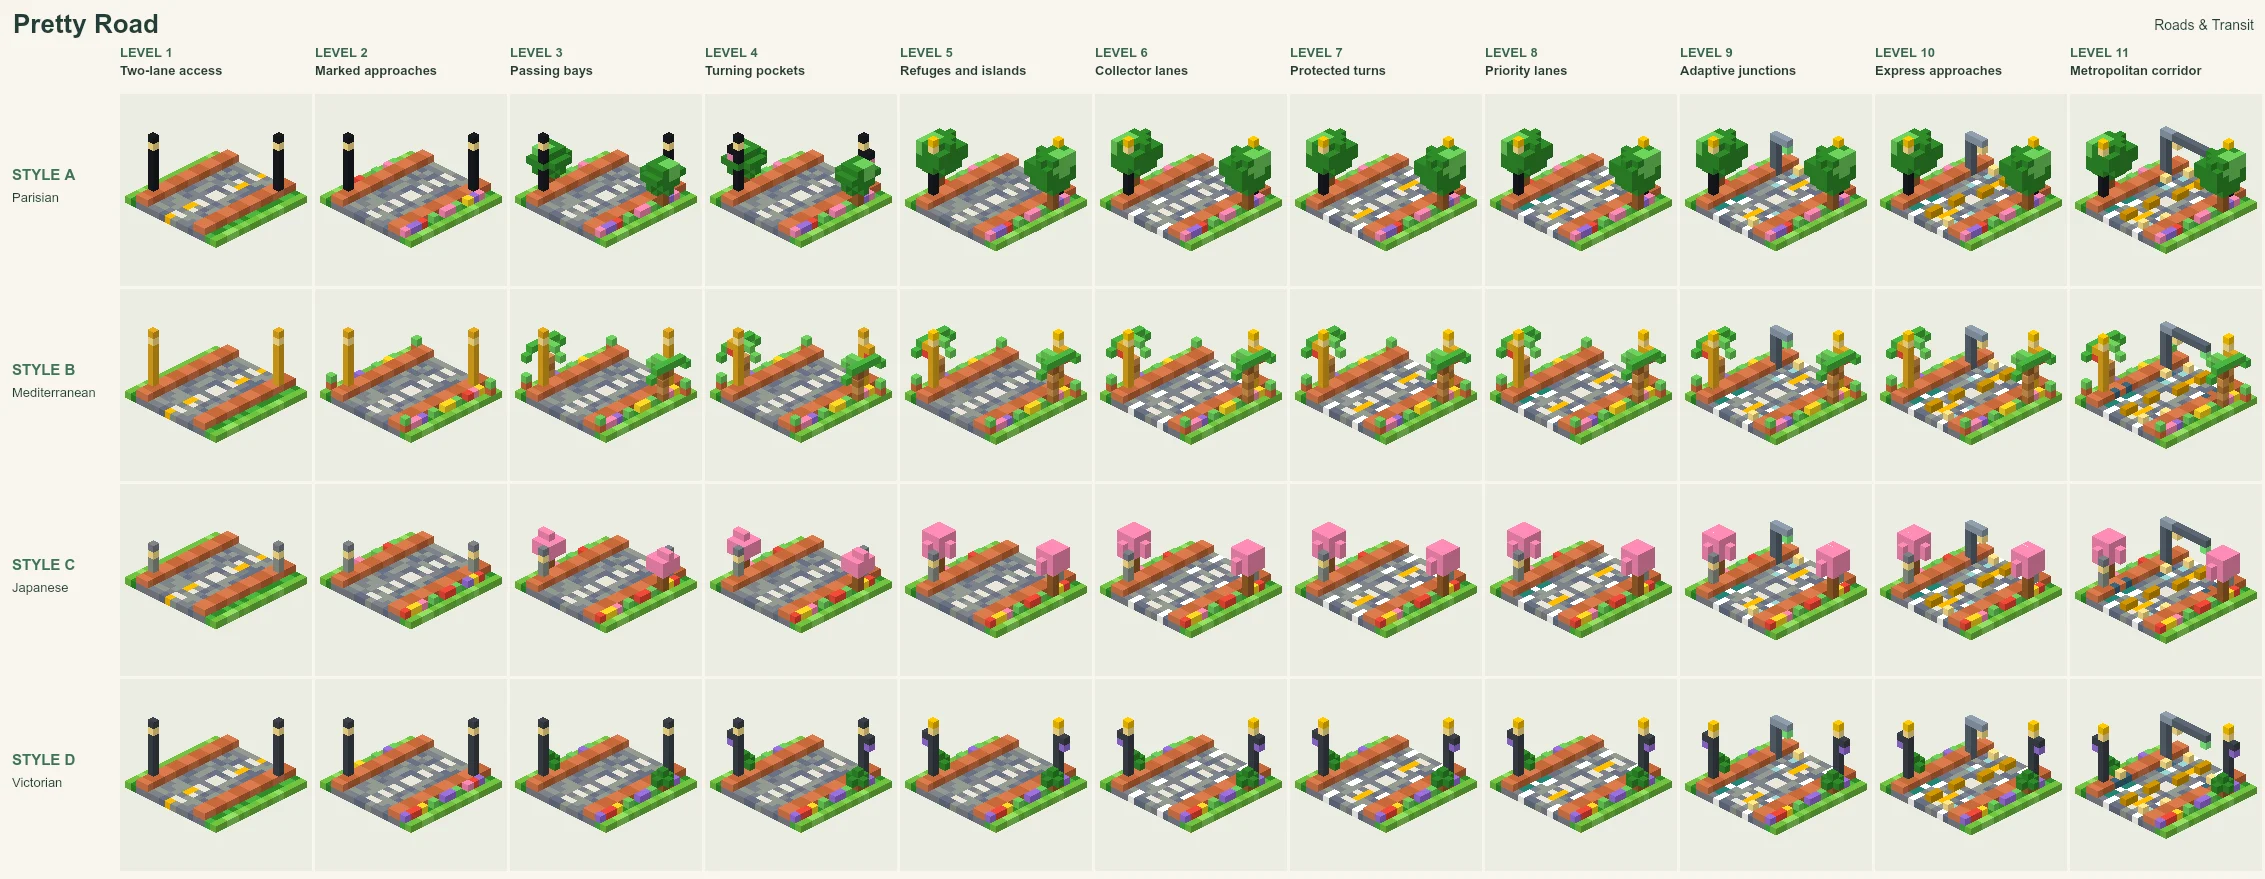 Pretty Road
Roads & Transit
LEVEL 1
Two-lane access
LEVEL 2
Marked approaches
LEVEL 3
Passing bays
LEVEL 4
Turning pockets
LEVEL 5
Refuges and islands
LEVEL 6
Collector lanes
LEVEL 7
Protected turns
LEVEL 8
Priority lanes
LEVEL 9
Adaptive junctions
LEVEL 10
Express approaches
LEVEL 11
Metropolitan corridor
STYLE A
Parisian
STYLE B
Mediterranean
STYLE C
Japanese
STYLE D
Victorian